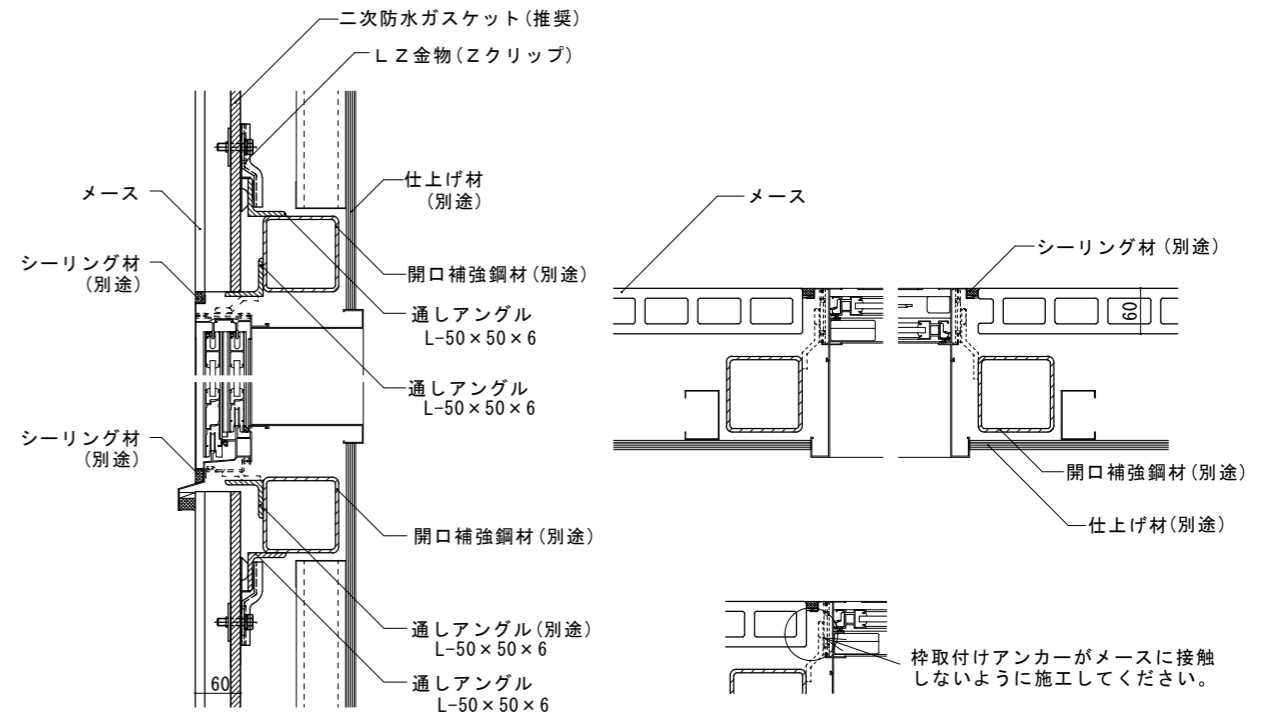 二次防水ガスケット(推奨)
LZ金物(Zクリップ)
メース
仕上げ材
(別途)
シーリング材
(別途)
開口補強鋼材(別途)
通しアングル
L-50×50×6
通しアングル
L-50×50×6
シーリング材
(別途)
開口補強鋼材(別途)
通しアングル(別途)
L-50×50×6
通しアングル
L-50×50×6
60
メース
シーリング材(別途)
60
開口補強鋼材(別途)
仕上げ材(別途)
枠取付けアンカーがメースに接触
しないように施工してください。